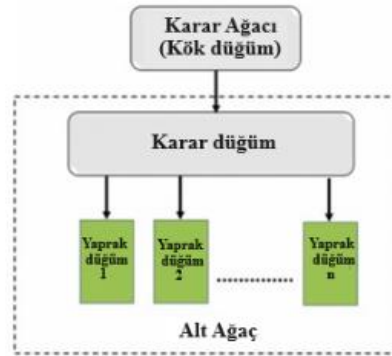 Karar Ağacı
(Kök düğüm)
Karar düğüm
Yaprak
düğüm
1
Yaprak
düğüm
2
Yaprak
düğüm
n
Alt Ağaç